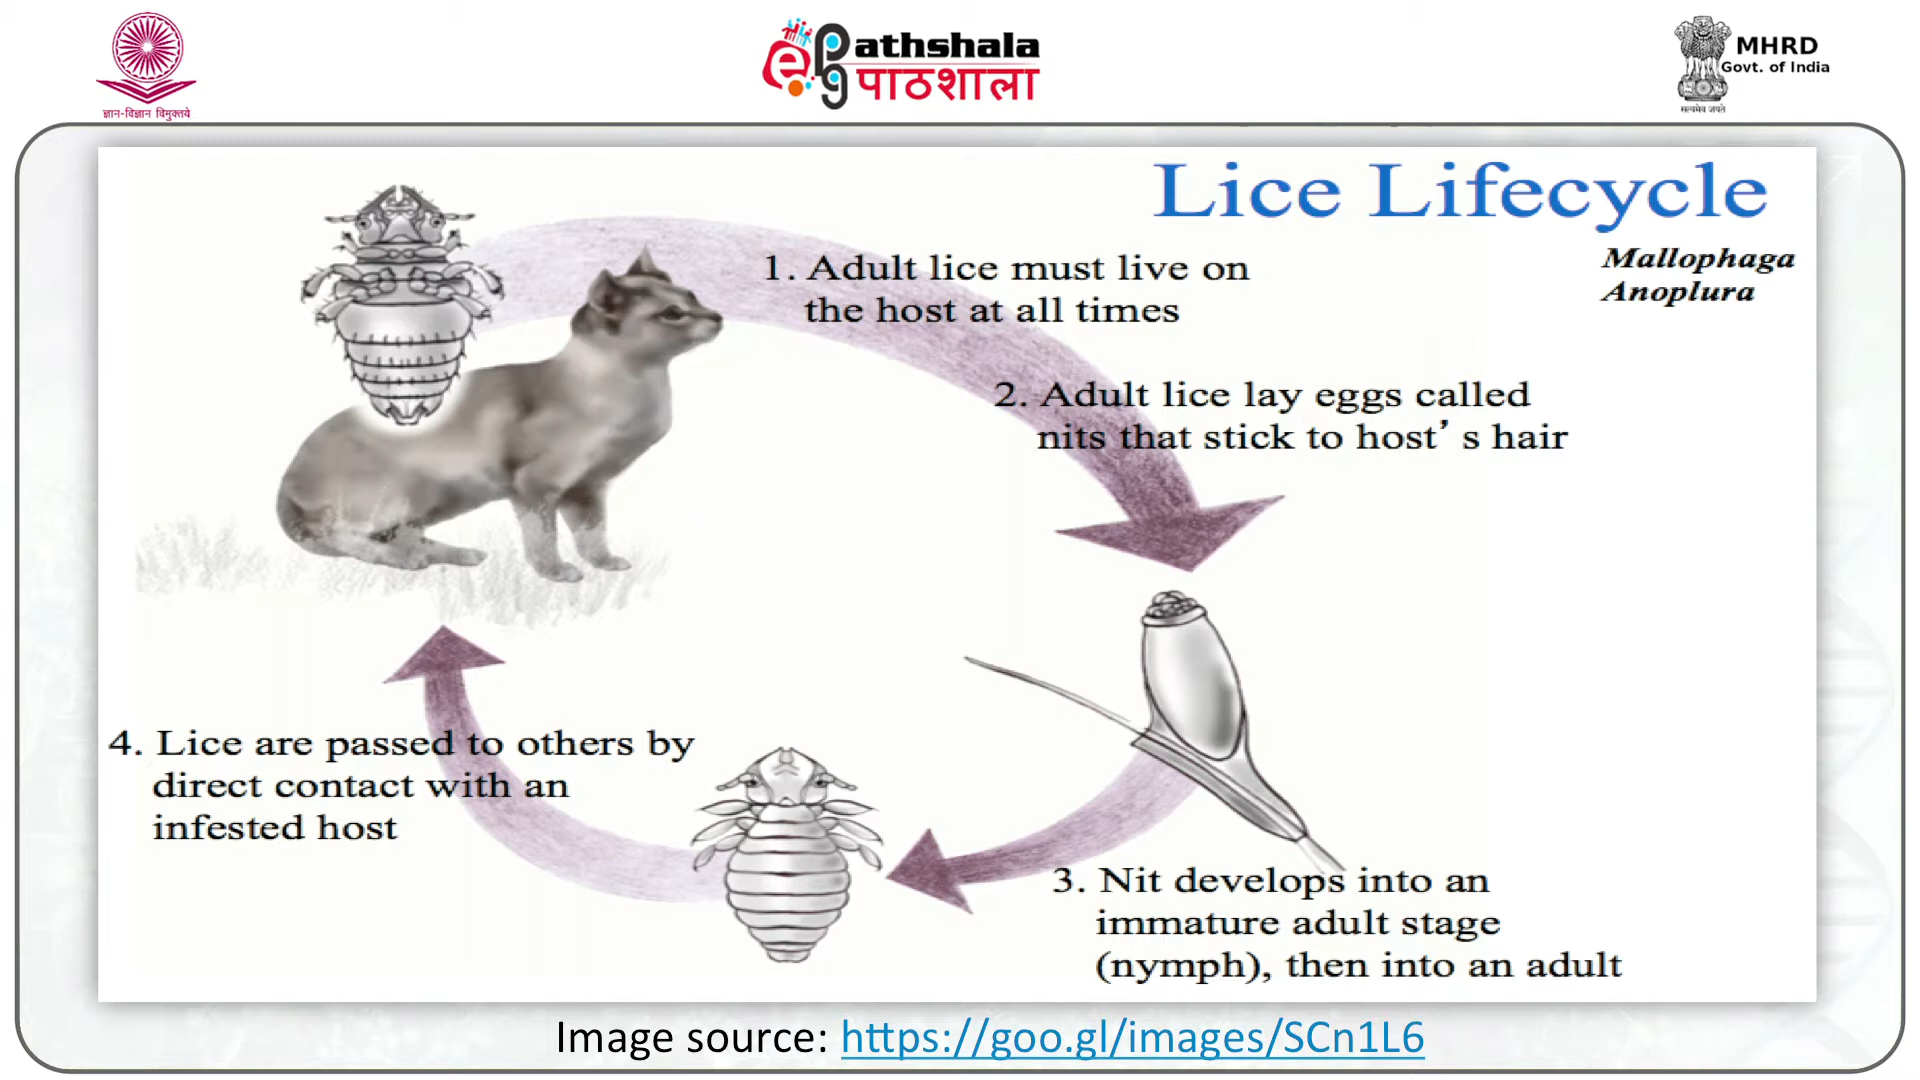 ज्ञान-विज्ञान विमुक्तये
ePgpathshala
पाठशाला
MHRD
Govt. of India
सत्यमेव जयते
Lice Lifecycle
Mallophaga
Anoplura
1. Adult lice must live on
the host at all times
2. Adult lice lay eggs called
nits that stick to host's hair
3. Nit develops into an
immature adult stage
(nymph), then into an adult
4. Lice are passed to others by
direct contact with an
infested host
Image source: https://goo.gl/images/SCn1L6